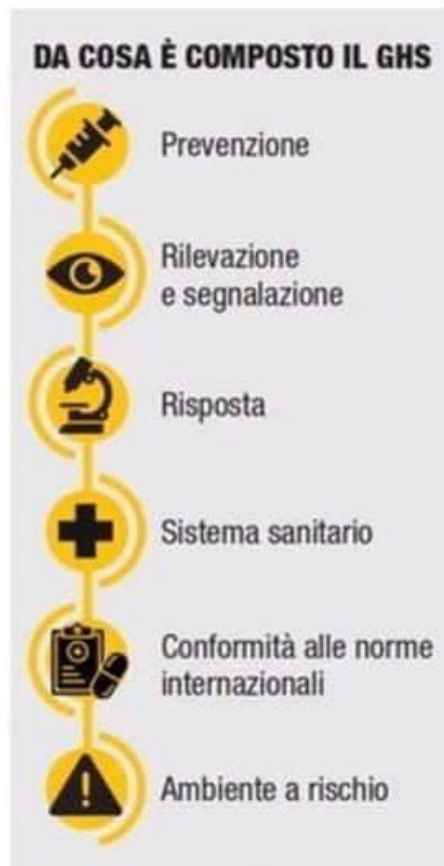 DA COSA È COMPOSTO IL GHS
Prevenzione
Rilevazione
e segnalazione
Risposta
Sistema sanitario
Conformità alle norme
internazionali
Ambiente a rischio